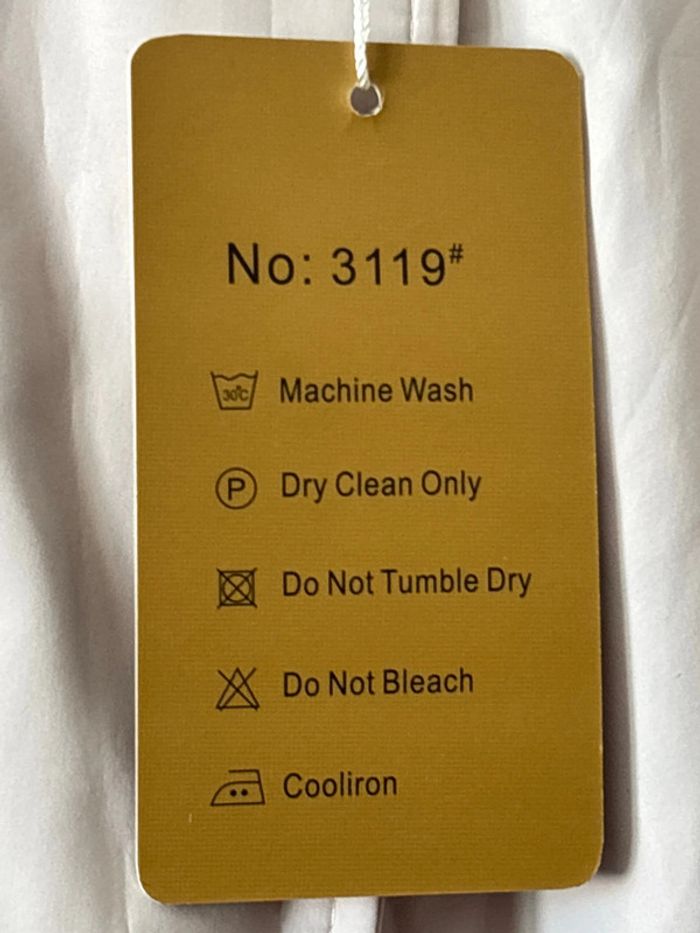 No: 3119#
30°C Machine Wash
P Dry Clean Only
Do Not Tumble Dry
Do Not Bleach
Cooliron